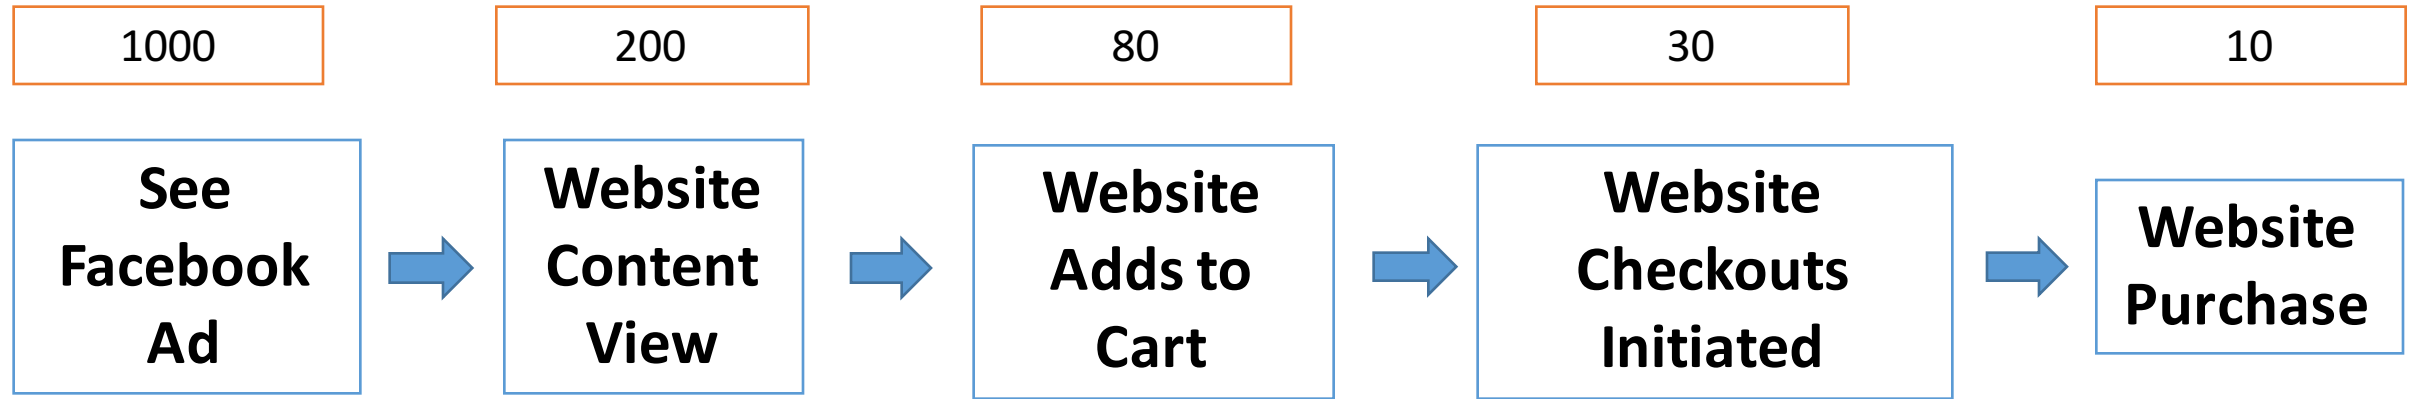 1000
200
80
30
10
See
Facebook
Ad
Website
Content
View
Website
Adds to
Cart
Website
Checkouts
Initiated
Website
Purchase